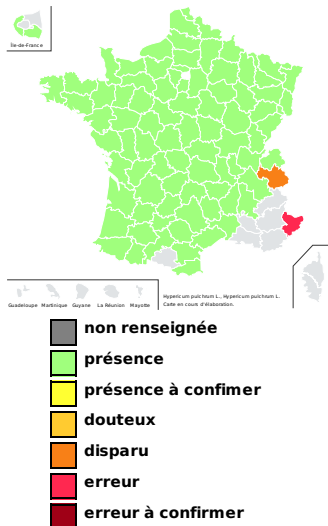 Île-de-France
Guadeloupe Martinique Guyane La Réunion Mayotte
Hypericum pulchrum L., Hypericum pulchrum L.
Carte en cours d'élaboration.
non renseignée
présence
présence à confimer
douteux
disparu
erreur
erreur à confirmer